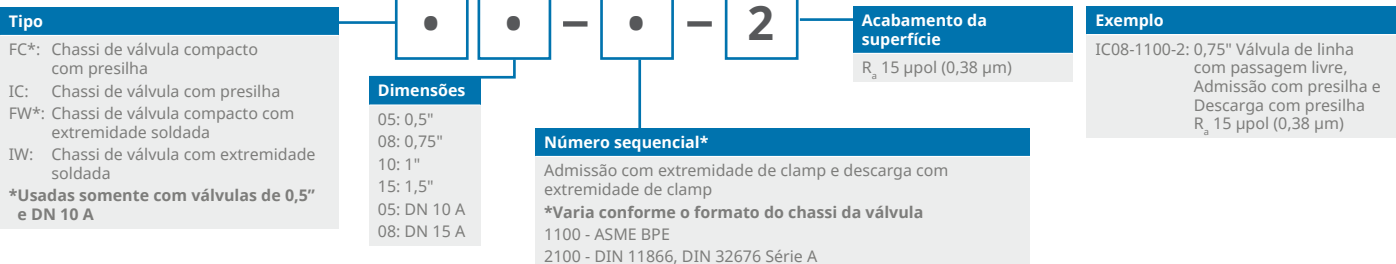 • • – • – 2
Tipo
FC*: Chassi de válvula compacto
com presilha
IC: Chassi de válvula com presilha
FW*: Chassi de válvula compacto com
extremidade soldada
IW: Chassi de válvula com extremidade
soldada
*Usadas somente com válvulas de 0,5”
e DN 10 A
Dimensões
05: 0,5"
08: 0,75"
10: 1"
15: 1,5"
05: DN 10 A
08: DN 15 A
Número sequencial*
Admissão com extremidade de clamp e descarga com
extremidade de clamp
*Varia conforme o formato do chassi da válvula
1100 - ASME BPE
2100 - DIN 11866, DIN 32676 Série A
Acabamento da
superfície
Ra 15 µpol (0,38 µm)
Exemplo
IC08-1100-2: 0,75" Válvula de linha
com passagem livre,
Admissão com presilha e
Descarga com presilha
Ra 15 µpol (0,38 µm)